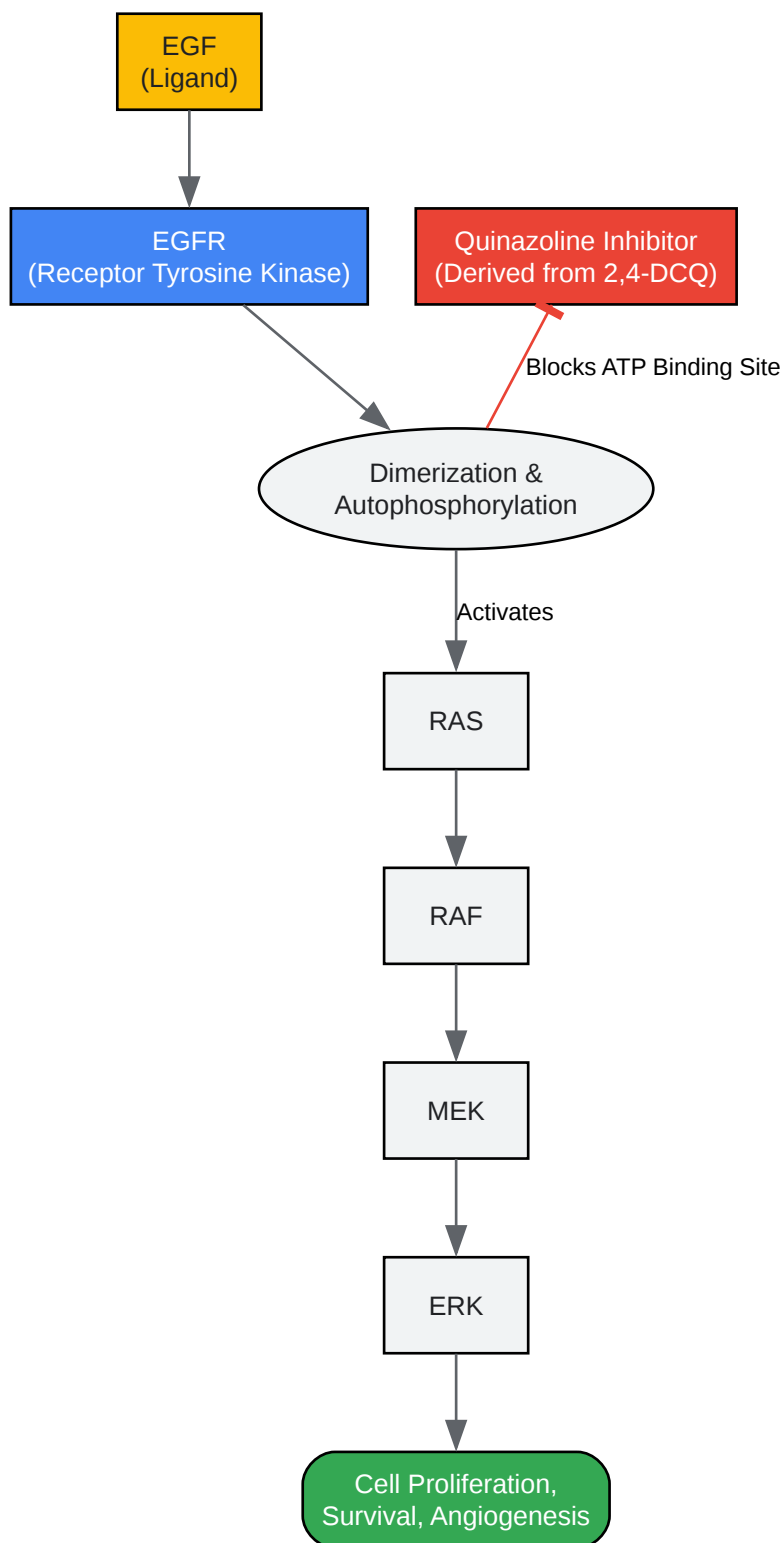 EGF
(Ligand)
EGFR
(Receptor Tyrosine Kinase)
Quinazoline Inhibitor
(Derived from 2,4-DCQ)
Blocks ATP Binding Site
Dimerization &
Autophosphorylation
Activates
RAS
RAF
MEK
ERK
Cell Proliferation,
Survival, Angiogenesis